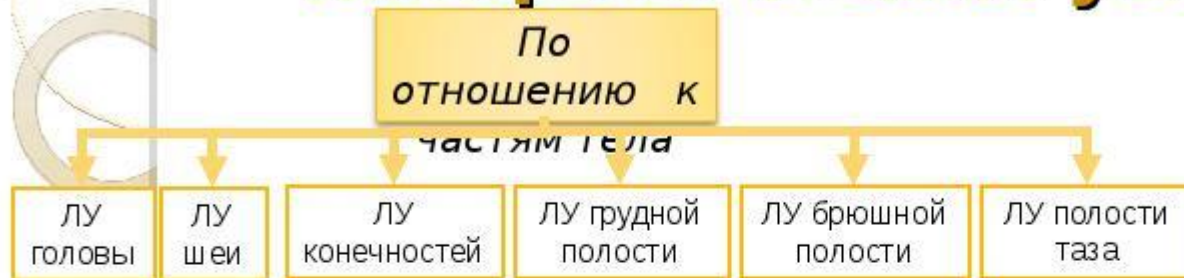 По
отношению к
частям тела
ЛУ
головы
ЛУ
шеи
ЛУ
конечностей
ЛУ грудной
полости
ЛУ брюшной
полости
ЛУ полости
таза